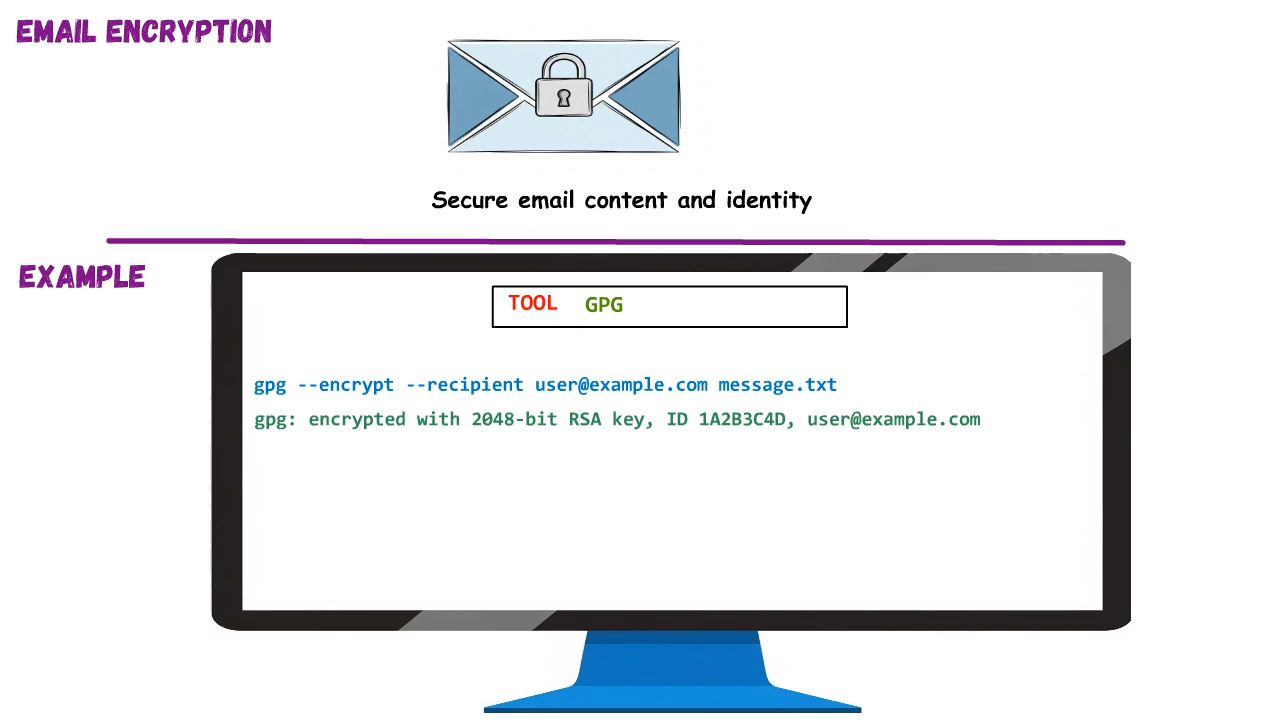 EMAIL ENCRYPTION
Secure email content and identity
EXAMPLE
TOOL GPG
gpg --encrypt --recipient user@example.com message.txt
gpg: encrypted with 2048-bit RSA key, ID 1A2B3C4D, user@example.com